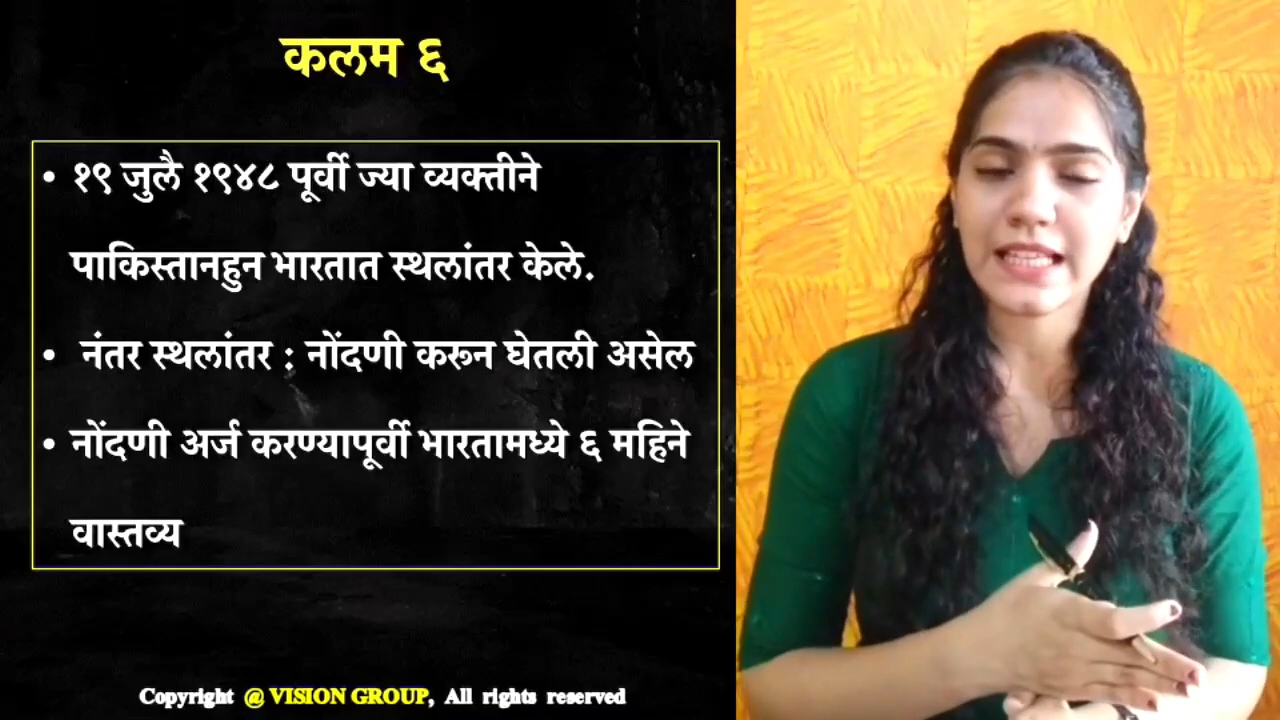 कलम ६
• १९ जुलै १९४८ पूर्वी ज्या व्यक्तीने
पाकिस्तानहुन भारतात स्थलांतर केले.
• नंतर स्थलांतर : नोंदणी करून घेतली असेल
• नोंदणी अर्ज करण्यापूर्वी भारतामध्ये ६ महिने
वास्तव्य
Copyright @ VISION GROUP, All rights reserved